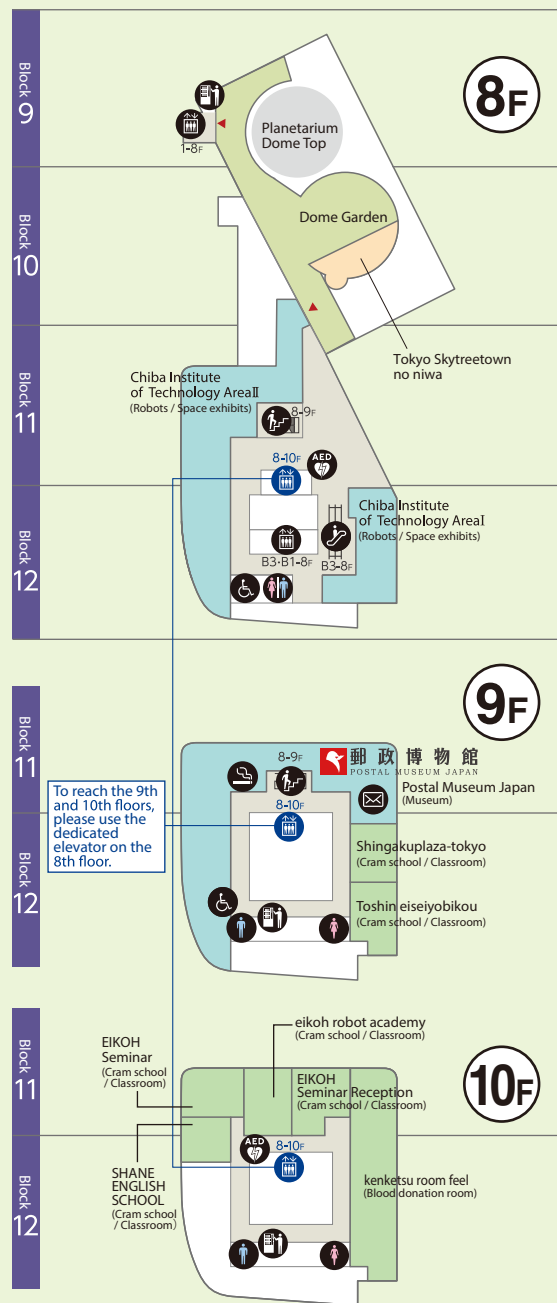 8F
Block 9
1-8F
Planetarium
Dome Top
Block 10
Dome Garden
Tokyo Skytreetown
no niwa
Block 11
Chiba Institute
of Technology AreaⅡ
(Robots / Space exhibits)
8-9F
8-10F
AED
Block 12
Chiba Institute
of Technology AreaⅠ
(Robots / Space exhibits)
B3·B1-8F
B3-8F
9F
Block 11
8-9F
郵政博物館
POSTAL MUSEUM JAPAN
Postal Museum Japan
(Museum)
8-10F
To reach the 9th
and 10th floors,
please use the
dedicated
elevator on the
8th floor.
Shingakuplaza-tokyo
(Cram school / Classroom)
Block 12
Toshin eiseiyobikou
(Cram school / Classroom)
10F
Block 11
eikoh robot academy
(Cram school / Classroom)
EIKOH
Seminar
(Cram school
/ Classroom)
EIKOH
Seminar Reception
(Cram school / Classroom)
AED
8-10F
Block 12
SHANE
ENGLISH
SCHOOL
(Cram school
/ Classroom)
kenketsu room feel
(Blood donation room)